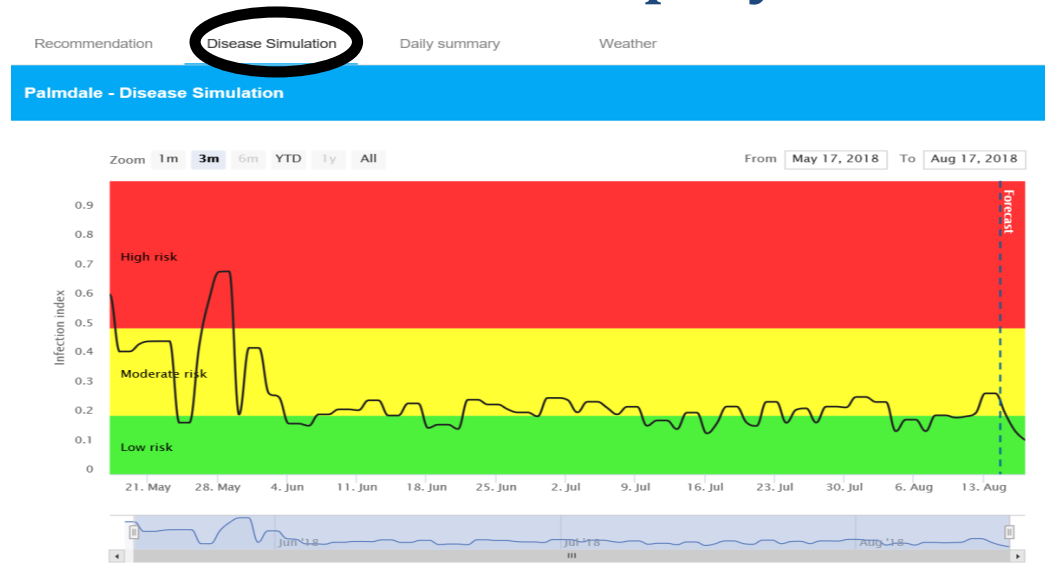 Recommendation Disease Simulation Daily summary Weather
Palmdale - Disease Simulation
Zoom 1m 3m 6m YTD 1y All From May 17, 2018 To Aug 17, 2018
Forecast
0.9
0.8
High risk
0.7
0.6
Infection index
0.5
0.4
Moderate risk
0.3
0.2
0.1
Low risk
0
21. May 28. May 4. Jun 11. Jun 18. Jun 25. Jun 2. Jul 9. Jul 16. Jul 23. Jul 30. Jul 6. Aug 13. Aug
Jun '18 Jul '18 Aug '18